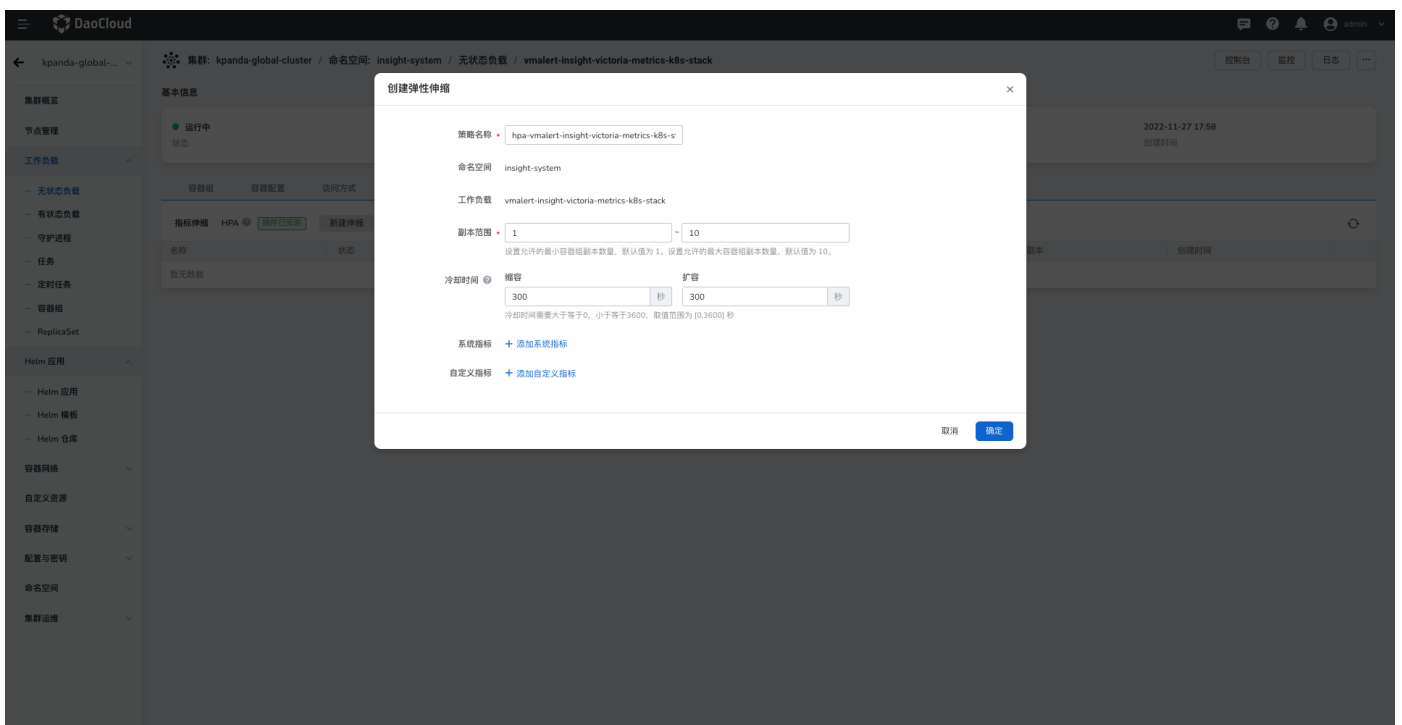 DaoCloud
admin
kpanda-global-...
集群: kpanda-global-cluster / 命名空间: insight-system / 无状态负载 / vmalert-insight-victoria-metrics-k8s-stack
控制台
监控
日志
集群概览
节点管理
工作负载
无状态负载
有状态负载
守护进程
任务
定时任务
容器组
ReplicaSet
Helm 应用
Helm 应用
Helm 模板
Helm 仓库
容器网络
自定义资源
容器存储
配置与密钥
命名空间
集群运维
基本信息
运行中
状态
2022-11-27 17:58
创建时间
容器组
容器配置
访问方式
指标伸缩 HPA 插件已安装 新建伸缩
名称
状态
副本
创建时间
暂无数据
创建弹性伸缩
策略名称 • hpa-vmalert-insight-victoria-metrics-k8s-s
命名空间 insight-system
工作负载 vmalert-insight-victoria-metrics-k8s-stack
副本范围 • 1 ~ 10
设置允许的最小容器组副本数量，默认值为 1。设置允许的最大容器组副本数量，默认值为 10。
冷却时间 缩容 扩容
300 秒 300 秒
冷却时间需要大于等于0，小于等于3600，取值范围为 [0,3600] 秒
系统指标 + 添加系统指标
自定义指标 + 添加自定义指标
取消 确定